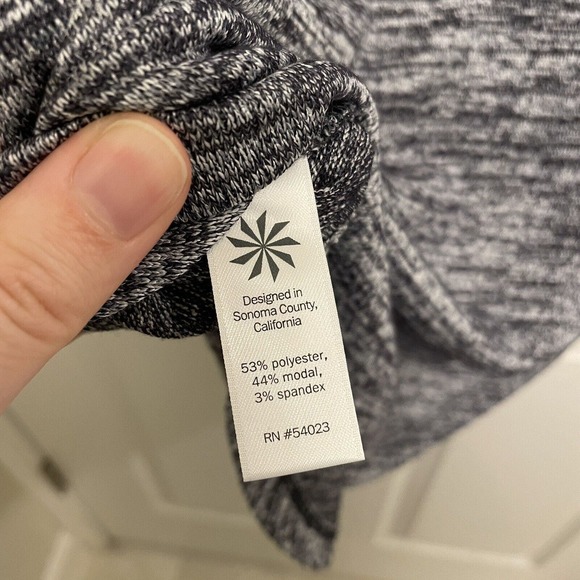 Designed in
Sonoma County,
California
53% polyester,
44% modal,
3% spandex
RN #54023